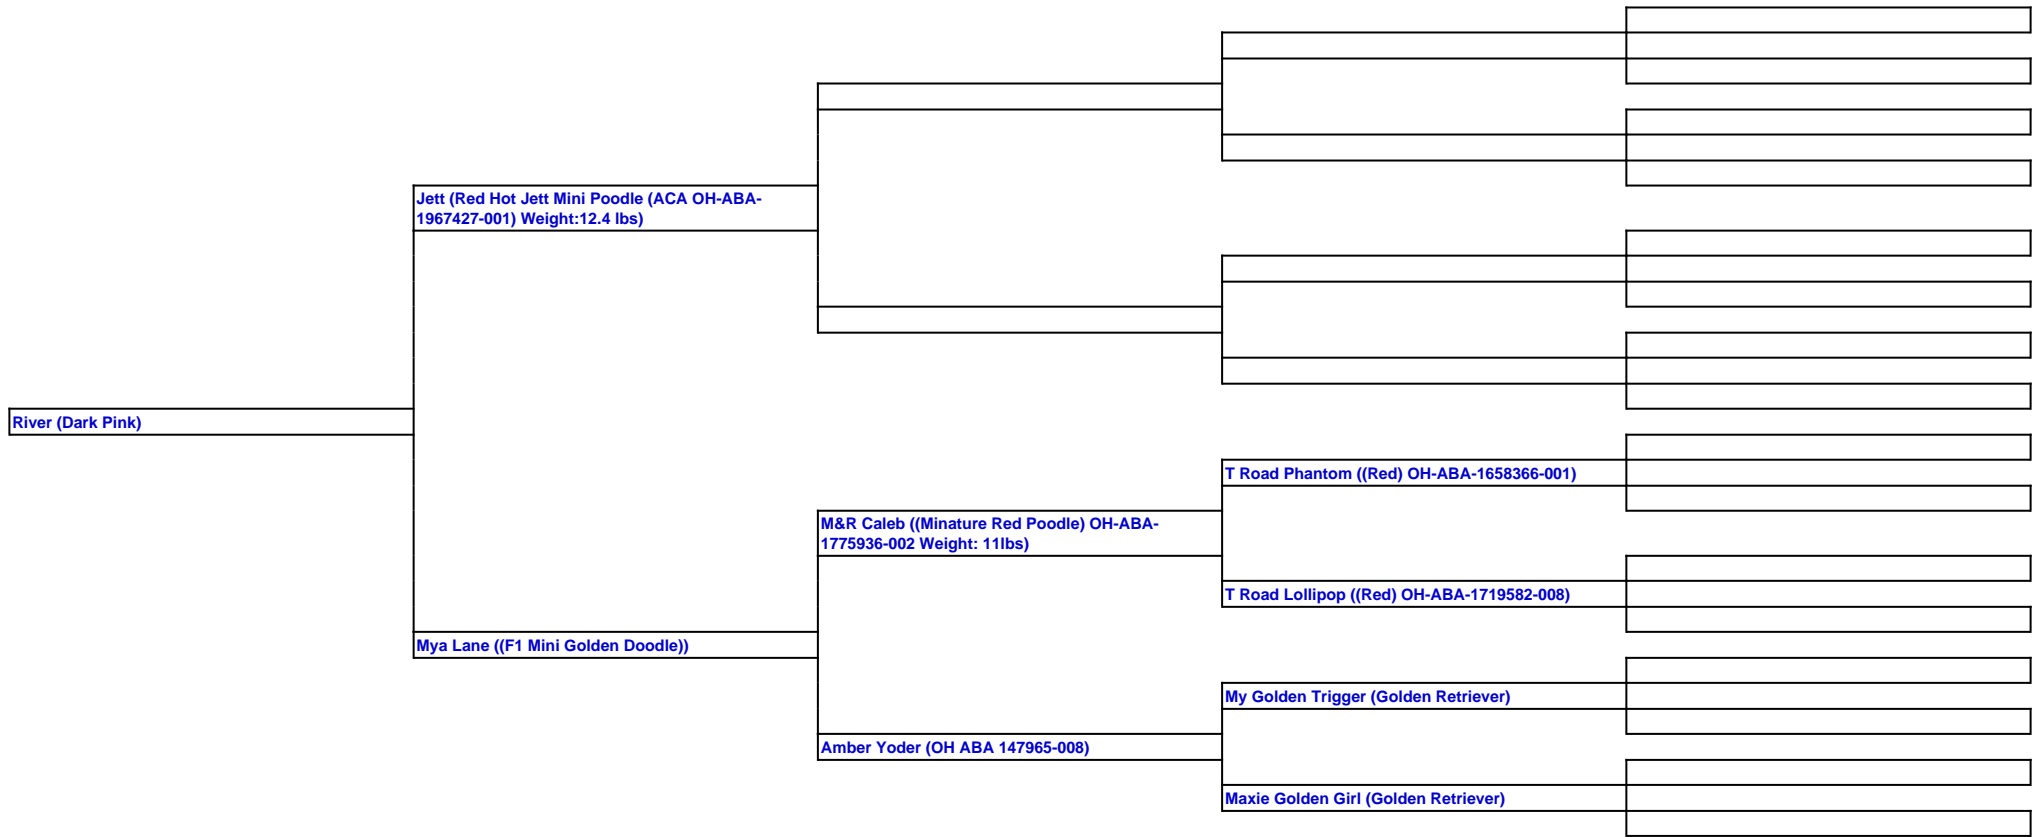 Jett (Red Hot Jett Mini Poodle (ACA OH-ABA-
1967427-001) Weight:12.4 lbs)
River (Dark Pink)
T Road Phantom ((Red) OH-ABA-1658366-001)
M&R Caleb ((Minature Red Poodle) OH-ABA-
1775936-002 Weight: 11lbs)
T Road Lollipop ((Red) OH-ABA-1719582-008)
Mya Lane ((F1 Mini Golden Doodle))
My Golden Trigger (Golden Retriever)
Amber Yoder (OH ABA 147965-008)
Maxie Golden Girl (Golden Retriever)